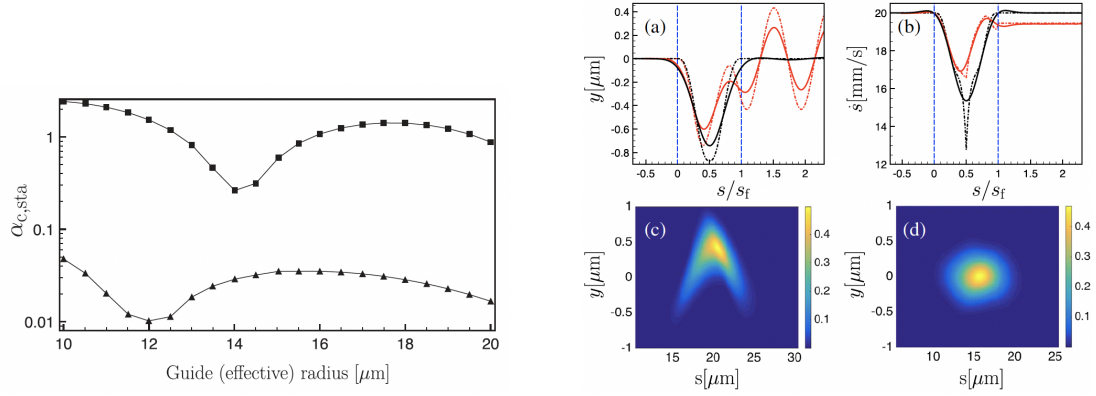 1
0.1
0.01
α_c,sta
10 12 14 16 18 20
Guide (effective) radius [μm]
(a)
0.4
0.2
0
-0.2
-0.4
-0.6
-0.8
y[μm]
-0.5 0 0.5 1 1.5 2
s/s_f
(b)
20
18
16
14
12
ṡ[mm/s]
-0.5 0 0.5 1 1.5 2
s/s_f
(c)
1
0.5
0
-0.5
-1
y[μm]
15 20 25 30
s[μm]
0.4
0.3
0.2
0.1
(d)
1
0.5
0
-0.5
-1
y[μm]
10 15 20 25
s[μm]
0.4
0.3
0.2
0.1